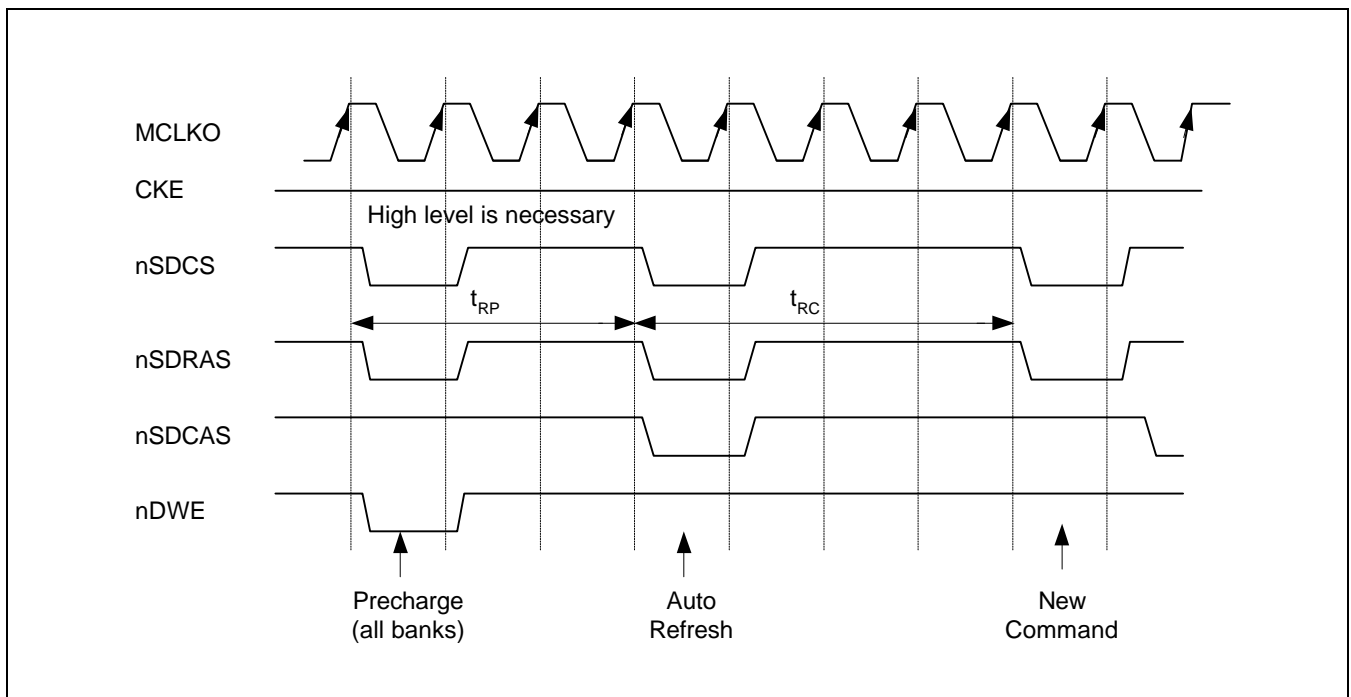 MCLKO
CKE
High level is necessary
nSDCS
tRP
tRC
nSDRAS
nSDCAS
nDWE
Precharge
(all banks)
Auto
Refresh
New
Command